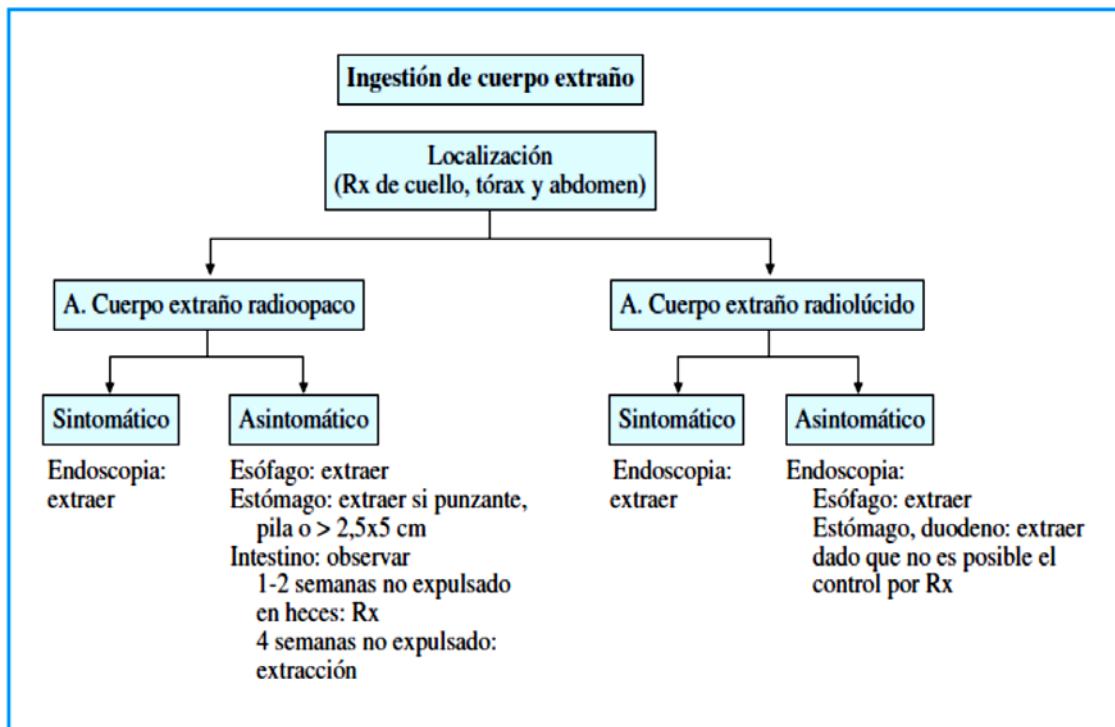 Ingestión de cuerpo extraño
Localización
(Rx de cuello, tórax y abdomen)
A. Cuerpo extraño radioopaco
A. Cuerpo extraño radiolúcido
Sintomático
Asintomático
Sintomático
Asintomático
Endoscopia:
extraer
Esófago: extraer
Estómago: extraer si punzante,
pila o > 2,5x5 cm
Intestino: observar
1-2 semanas no expulsado
en heces: Rx
4 semanas no expulsado:
extracción
Endoscopia:
extraer
Endoscopia:
Esófago: extraer
Estómago, duodeno: extraer
dado que no es posible el
control por Rx